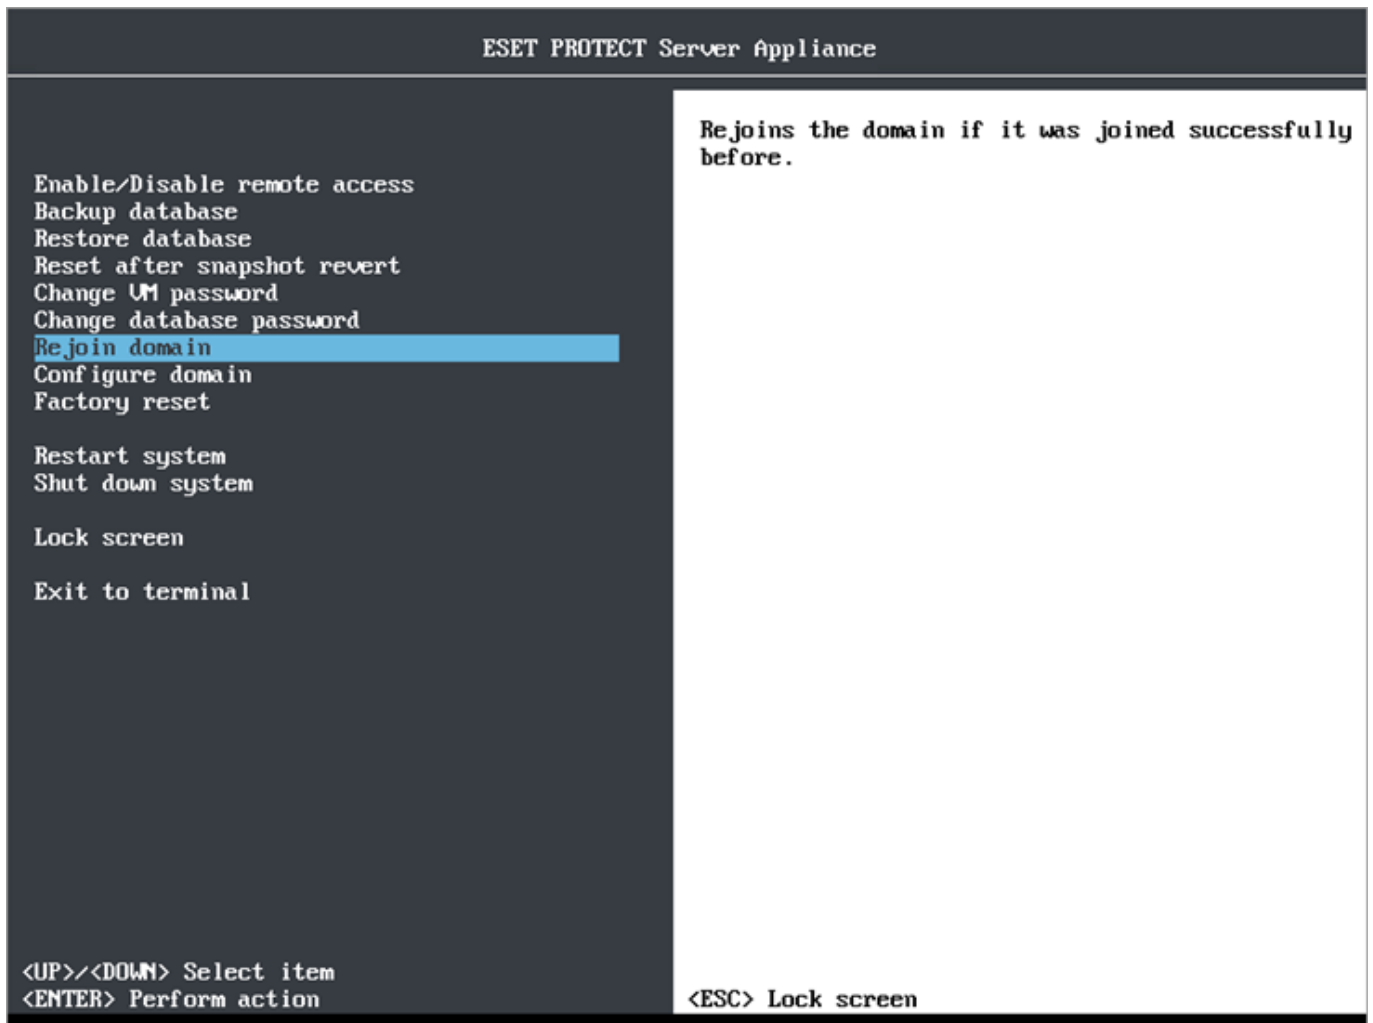 ESET PROTECT Server Appliance
Enable/Disable remote access
Backup database
Restore database
Reset after snapshot revert
Change VM password
Change database password
Rejoin domain
Configure domain
Factory reset
Restart system
Shut down system
Lock screen
Exit to terminal
<UP>/<DOWN> Select item
<ENTER> Perform action
Rejoins the domain if it was joined successfully
before.
<ESC> Lock screen